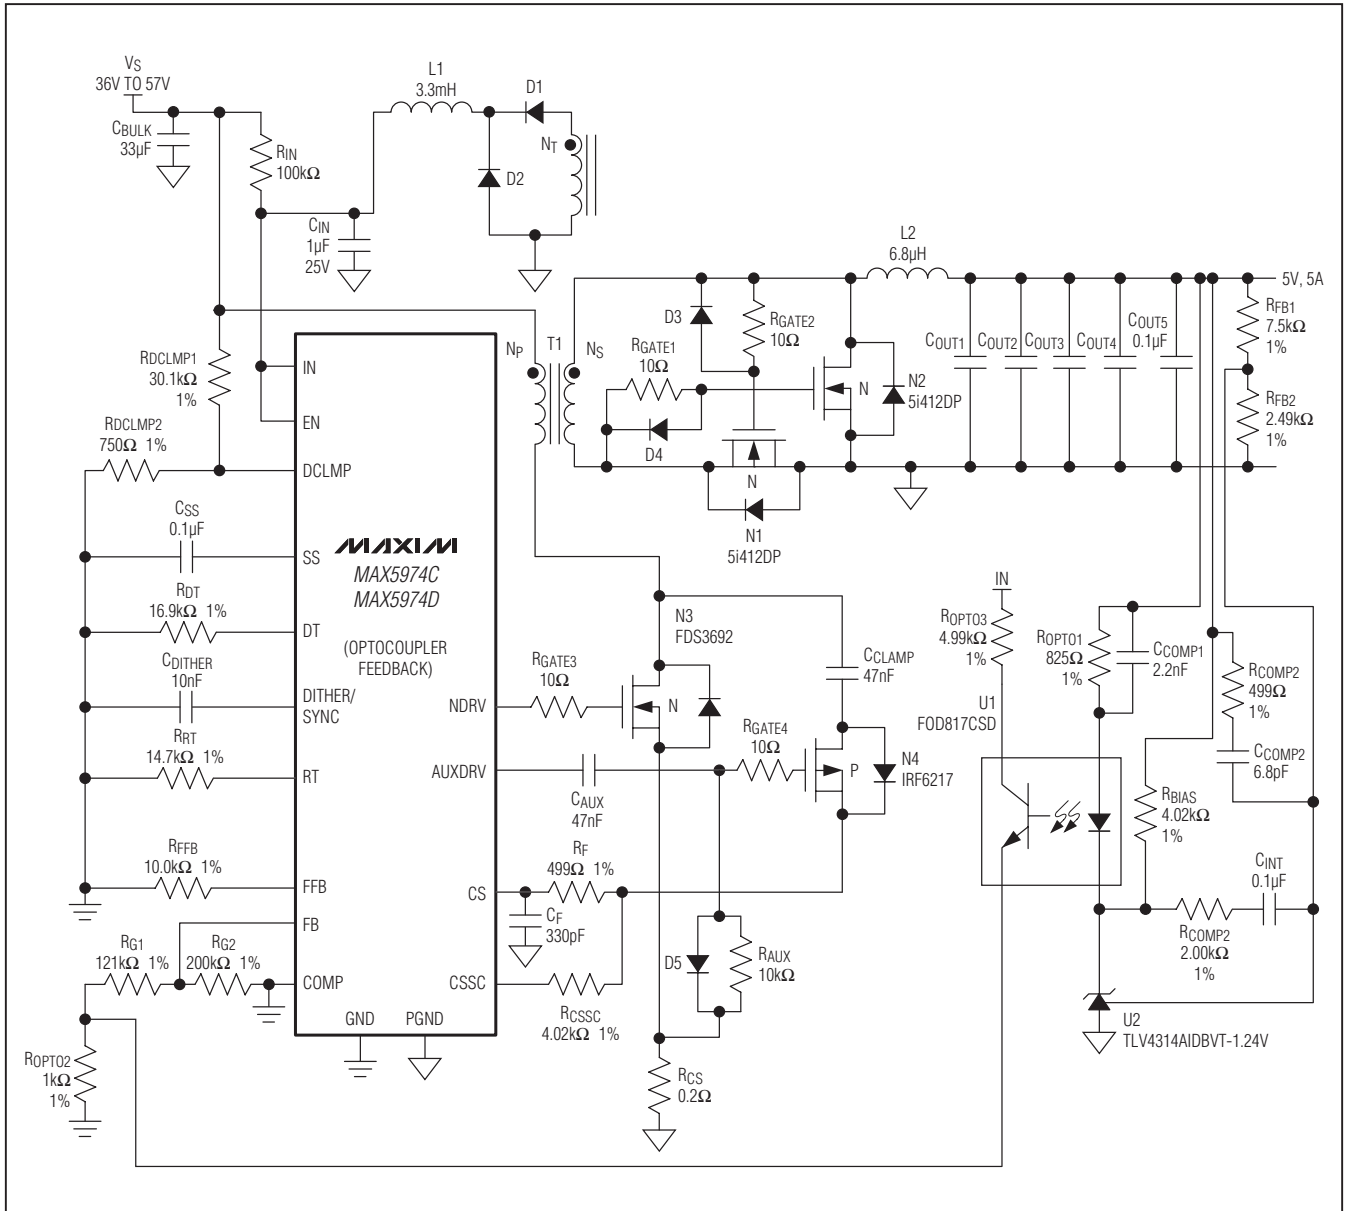 VS
36V TO 57V
CBULK
33µF
RIN
100kΩ
L1
3.3mH
D1
NT
D2
CIN
1µF
25V
L2
6.8µH
5V, 5A
D3
RGATE2
10Ω
RGATE1
10Ω
NP
T1
NS
D4
N
N2
5i412DP
N
N1
5i412DP
COUT1
COUT2
COUT3
COUT4
COUT5
0.1µF
RFB1
7.5kΩ
1%
RFB2
2.49kΩ
1%
RDCLMP1
30.1kΩ
1%
RDCLMP2
750Ω 1%
CSS
0.1µF
RDT
16.9kΩ 1%
CDITHER
10nF
RRT
14.7kΩ 1%
RFFB
10.0kΩ 1%
RG1
121kΩ 1%
RG2
200kΩ 1%
ROPTO2
1kΩ
1%
IN
EN
DCLMP
SS
DT
DITHER/
SYNC
RT
FFB
FB
COMP
MAXIM
MAX5974C
MAX5974D
(OPTOCOUPLER
FEEDBACK)
NDRV
AUXDRV
CS
CSSC
GND
PGND
N3
FDS3692
RGATE3
10Ω
N
CCLAMP
47nF
RGATE4
10Ω
P
N4
IRF6217
CAUX
47nF
RF
499Ω 1%
CF
330pF
RCSSC
4.02kΩ 1%
D5
RAUX
10kΩ
RCS
0.2Ω
IN
ROPTO3
4.99kΩ
1%
U1
FOD817CSD
ROPTO1
825Ω
1%
CCOMP1
2.2nF
RCOMP2
499Ω
1%
CCOMP2
6.8pF
RBIAS
4.02kΩ
1%
CINT
0.1µF
RCOMP2
2.00kΩ
1%
U2
TLV4314AIDBVT-1.24V